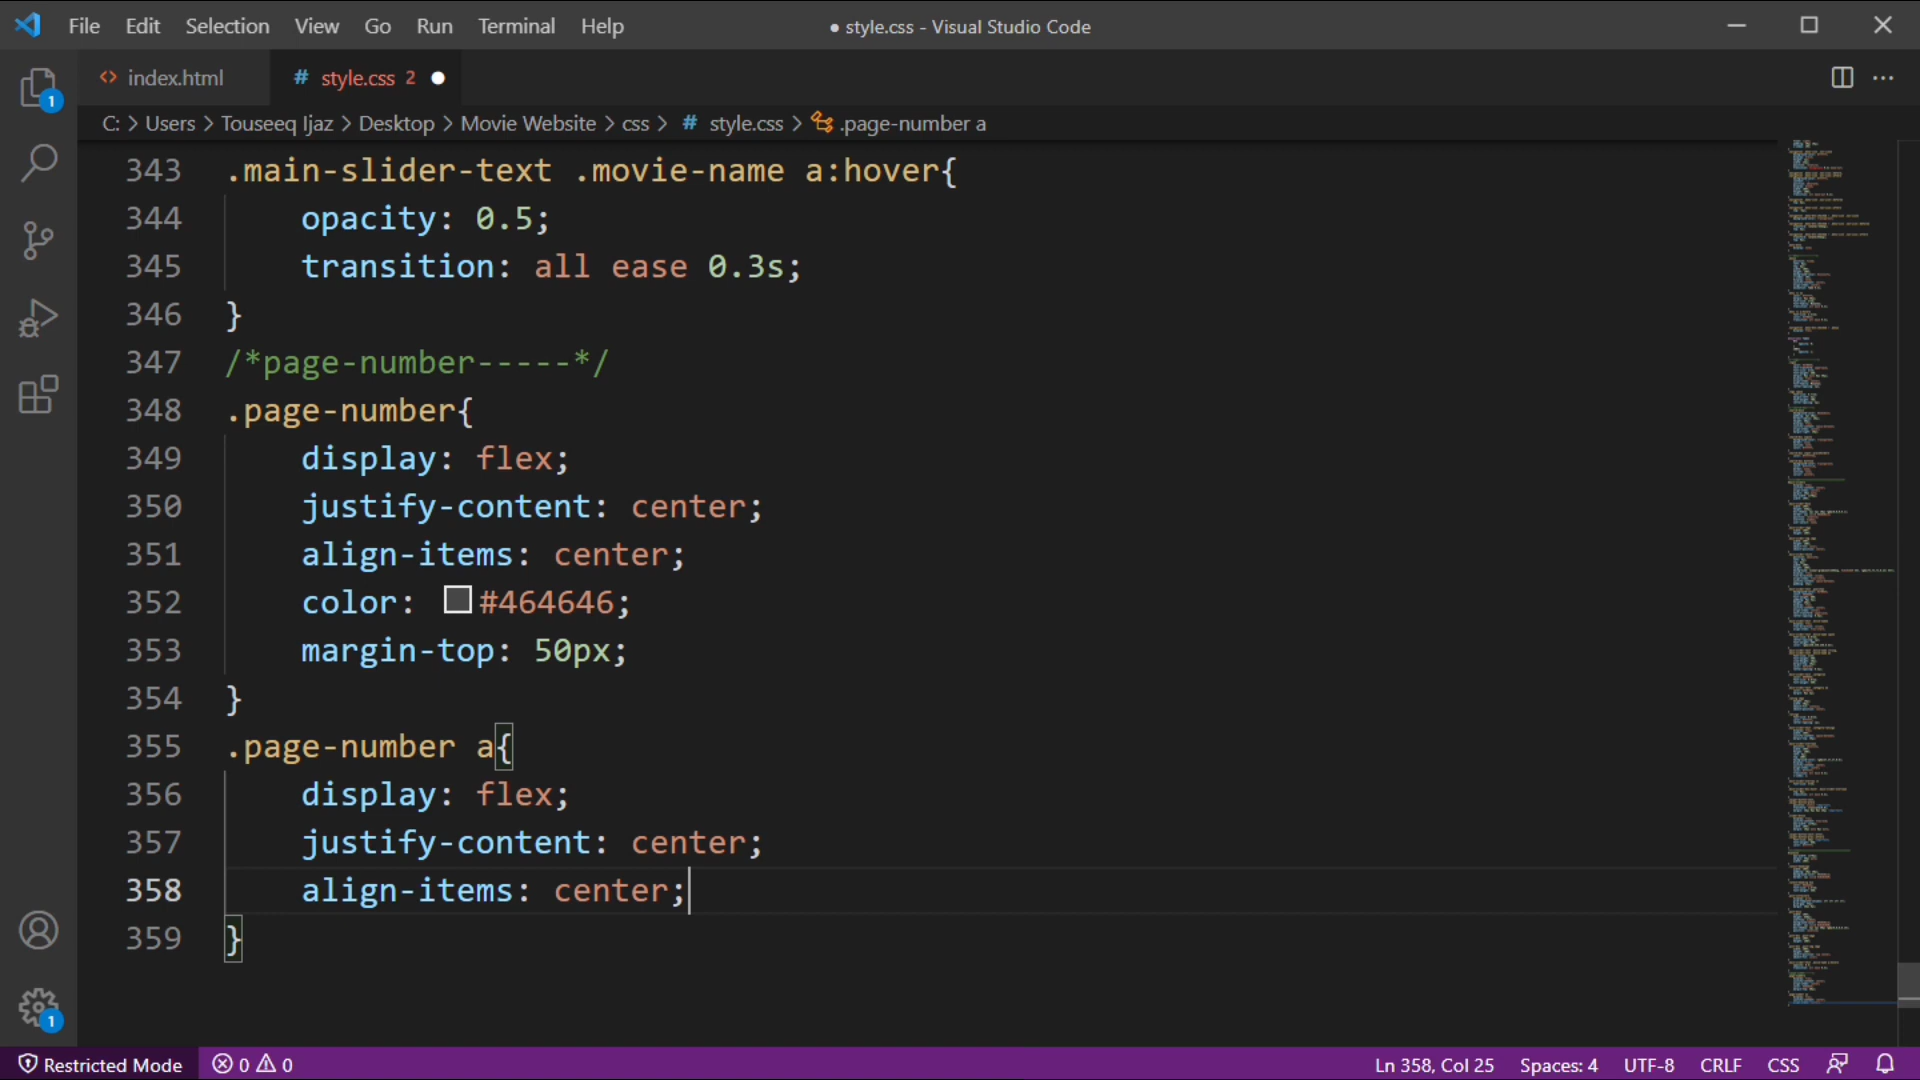 File Edit Selection View Go Run Terminal Help ● style.css - Visual Studio Code
index.html # style.css 2
C: > Users > Touseeq Ijaz > Desktop > Movie Website > css > # style.css > .page-number a
343 .main-slider-text .movie-name a:hover{
344 opacity: 0.5;
345 transition: all ease 0.3s;
346 }
347 /*page-number-----*/
348 .page-number{
349 display: flex;
350 justify-content: center;
351 align-items: center;
352 color: #464646;
353 margin-top: 50px;
354 }
355 .page-number a{
356 display: flex;
357 justify-content: center;
358 align-items: center;
359 }
1
1
Restricted Mode 0 0 Ln 358, Col 25 Spaces: 4 UTF-8 CRLF CSS